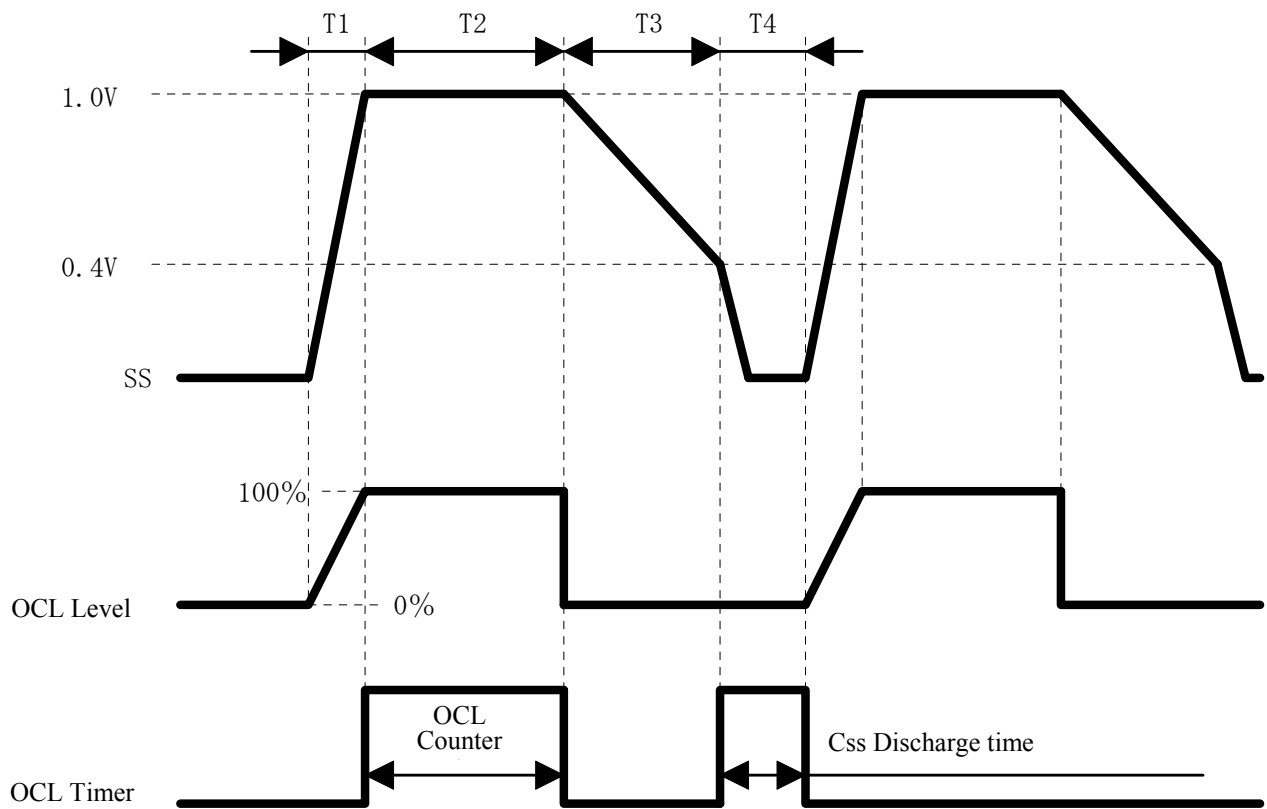 T1 T2 T3 T4
1.0V
0.4V
SS
100%
0%
OCL Level
OCL
Counter
Css Discharge time
OCL Timer